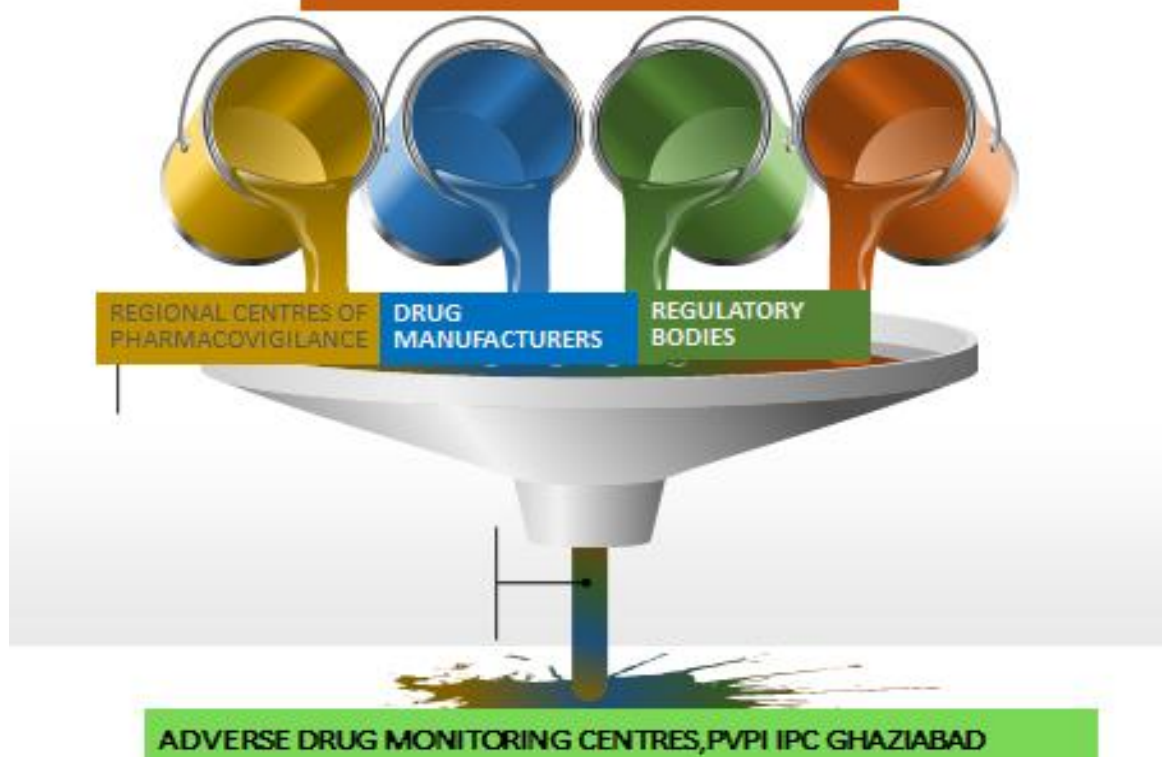 REGIONAL CENTRES OF
PHARMACOVIGILANCE
DRUG
MANUFACTURERS
REGULATORY
BODIES
ADVERSE DRUG MONITORING CENTRES,PVPI IPC GHAZIABAD